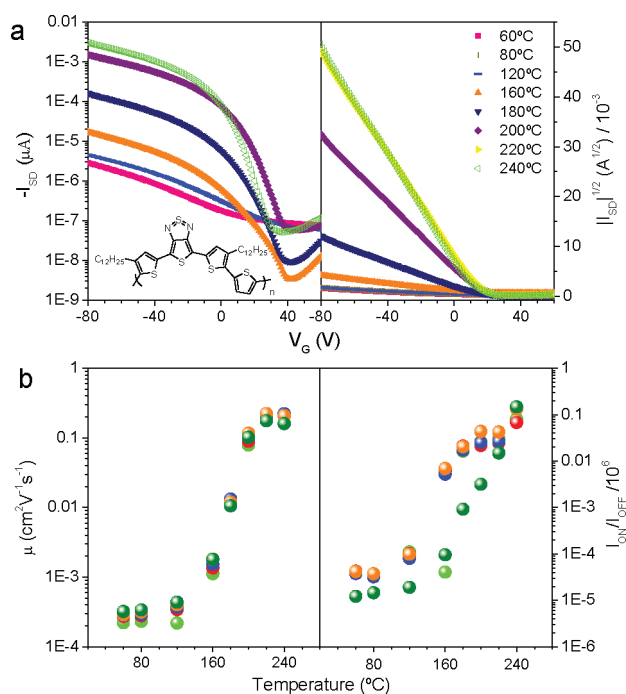 a
1E-2
1E-3
1E-4
1E-5
1E-6
1E-7
1E-8
1E-9
-I_SD (μA)
C12H25
N S N
S S S S
C12H25
n
-80 -40 0 40 -80 -40 0 40
V_G (V)
60ºC
80ºC
120ºC
160ºC
180ºC
200ºC
220ºC
240ºC
50
40
30
20
10
0
|I_SD|^1/2 (A^1/2) / 10^-3
b
1
0.1
0.01
1E-3
1E-4
μ (cm²V⁻¹s⁻¹)
80 160 240 80 160 240
Temperature (ºC)
1
0.1
0.01
1E-3
1E-4
1E-5
1E-6
I_ON/I_OFF /10^6